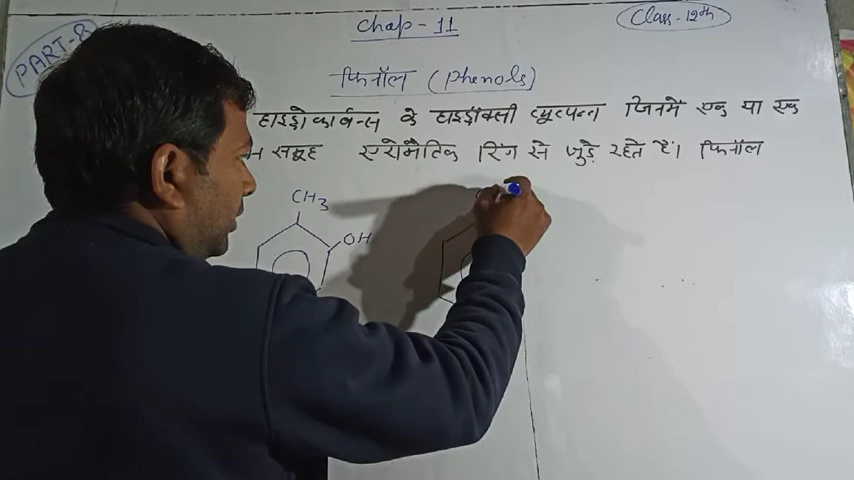 PART-8
Chap-11
Class-12th
फिनॉल (Phenols)
हाइड्रोकार्बन्स के हाइड्रॉक्सी व्युत्पन्न जिनमें एक या एक
समूह एरोमैटिक रिंग से जुड़े रहते हैं। फिनॉल
CH3
OH